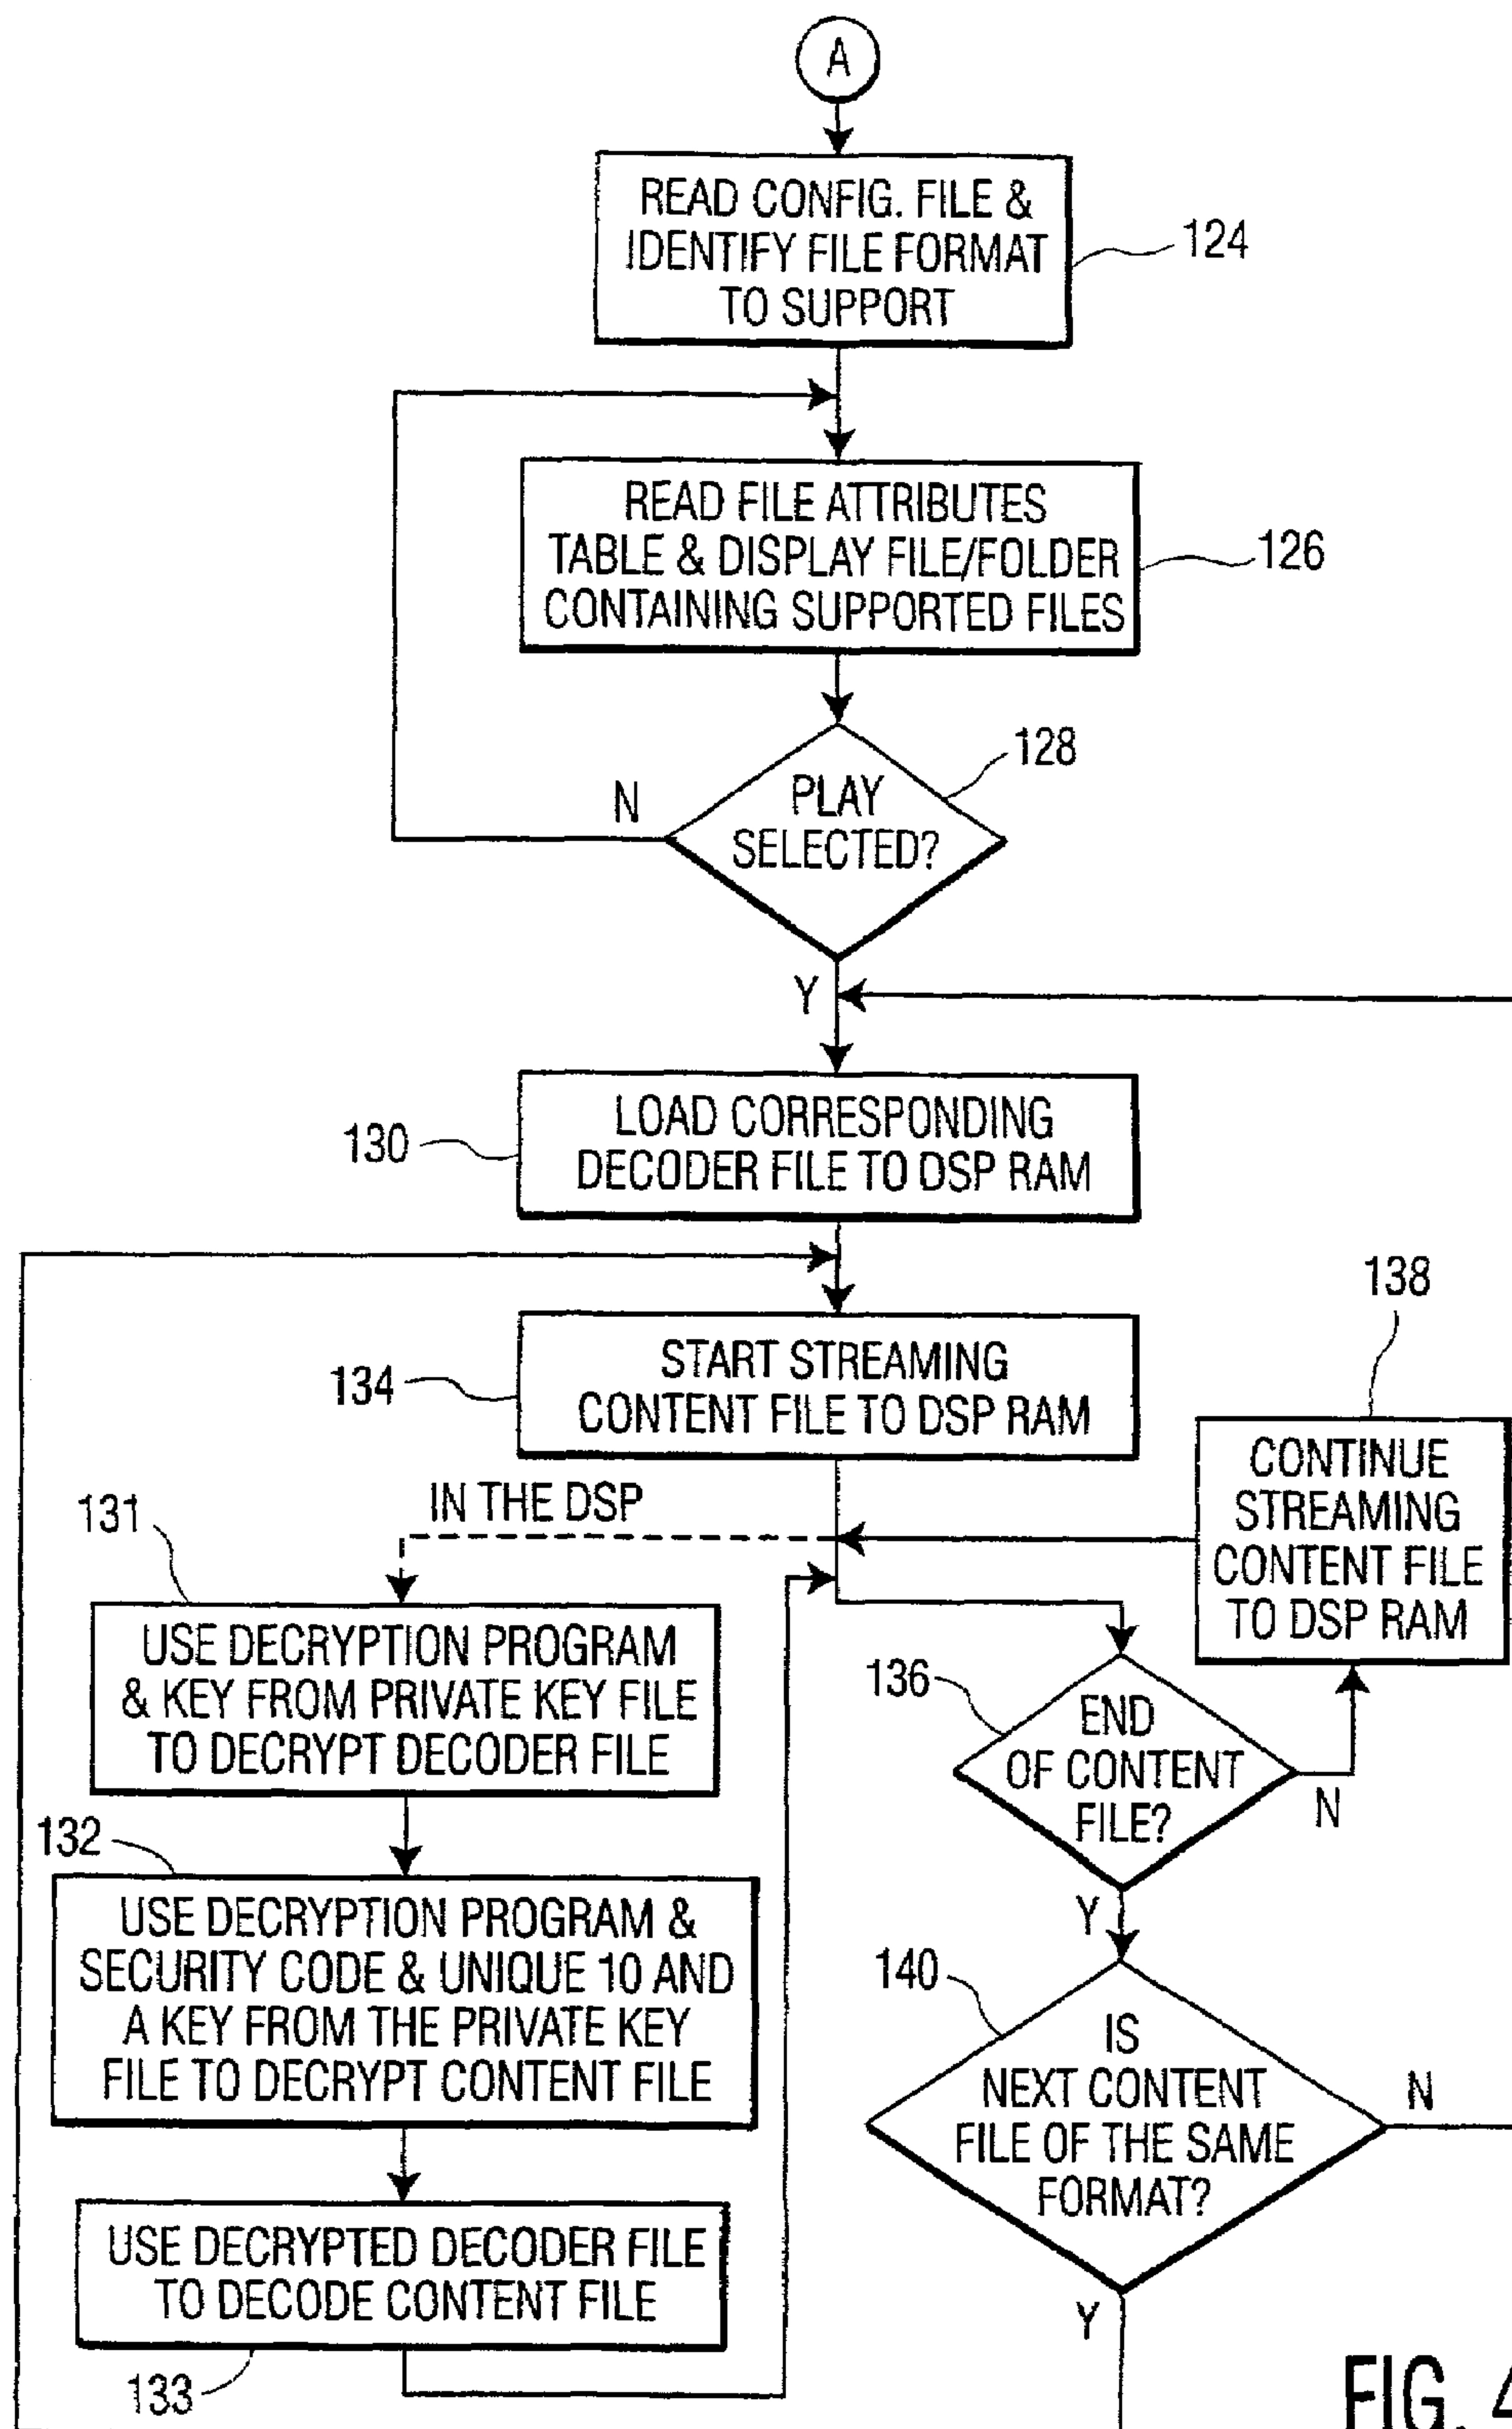 A
READ CONFIG. FILE &
IDENTIFY FILE FORMAT
TO SUPPORT
124
READ FILE ATTRIBUTES
TABLE & DISPLAY FILE/FOLDER
CONTAINING SUPPORTED FILES
126
128
PLAY
SELECTED?
N
Y
LOAD CORRESPONDING
DECODER FILE TO DSP RAM
130
START STREAMING
CONTENT FILE TO DSP RAM
134
138
CONTINUE
STREAMING
CONTENT FILE
TO DSP RAM
IN THE DSP
131
USE DECRYPTION PROGRAM
& KEY FROM PRIVATE KEY FILE
TO DECRYPT DECODER FILE
136
END
OF CONTENT
FILE?
N
Y
132
USE DECRYPTION PROGRAM &
SECURITY CODE & UNIQUE 10 AND
A KEY FROM THE PRIVATE KEY
FILE TO DECRYPT CONTENT FILE
140
IS
NEXT CONTENT
FILE OF THE SAME
FORMAT?
N
Y
USE DECRYPTED DECODER FILE
TO DECODE CONTENT FILE
133
FIG. 4